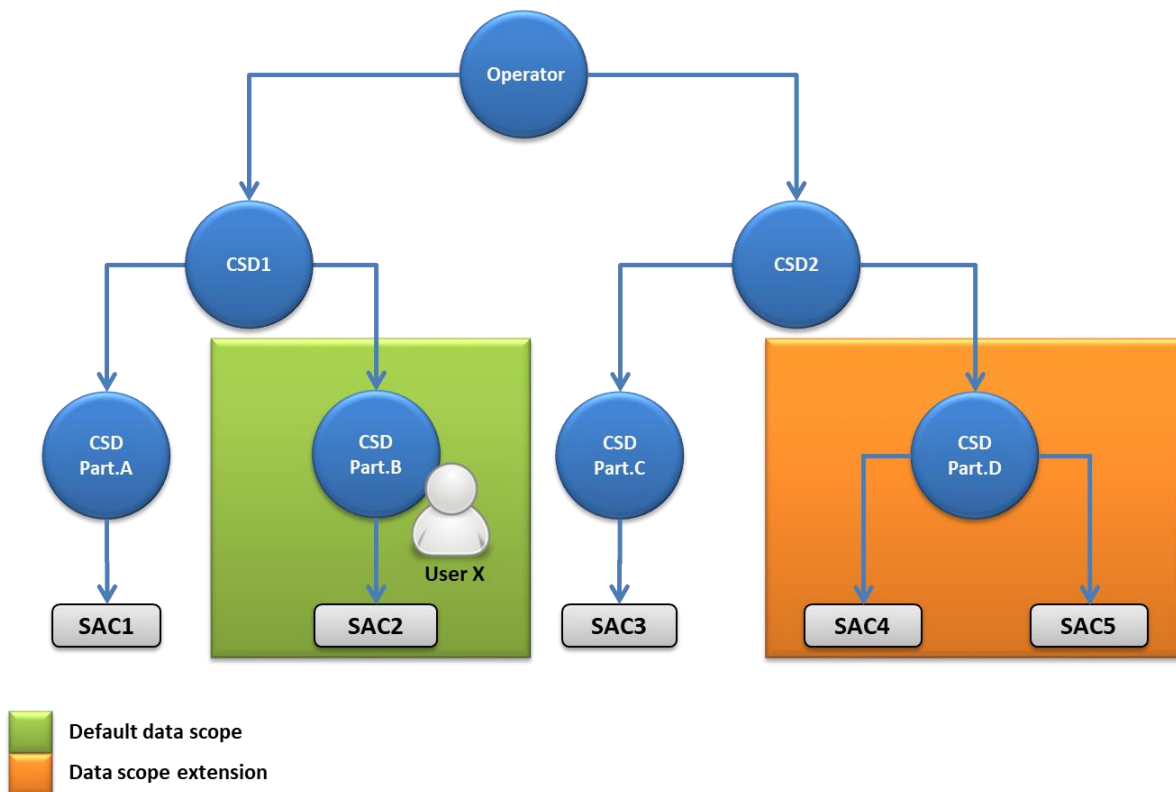 Operator
CSD1
CSD2
CSD
Part.A
CSD
Part.B
CSD
Part.C
CSD
Part.D
User X
SAC1
SAC2
SAC3
SAC4
SAC5
Default data scope
Data scope extension